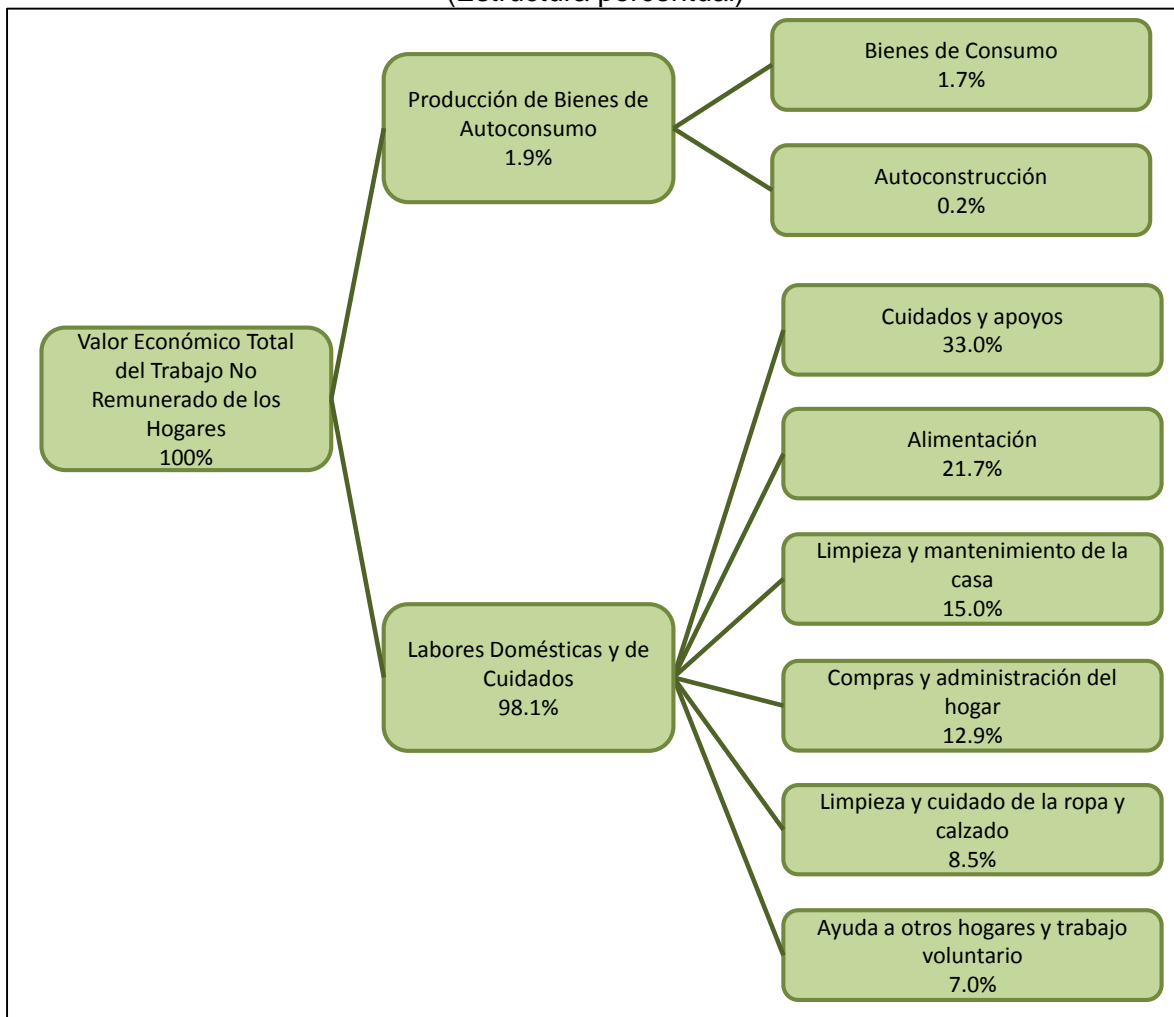 (Estructura porcentual)
Bienes de Consumo
1.7%
Producción de Bienes de
Autoconsumo
1.9%
Autoconstrucción
0.2%
Valor Económico Total
del Trabajo No
Remunerado de los
Hogares
100%
Cuidados y apoyos
33.0%
Alimentación
21.7%
Limpieza y mantenimiento de la
casa
15.0%
Labores Domésticas y de
Cuidados
98.1%
Compras y administración del
hogar
12.9%
Limpieza y cuidado de la ropa y
calzado
8.5%
Ayuda a otros hogares y trabajo
voluntario
7.0%